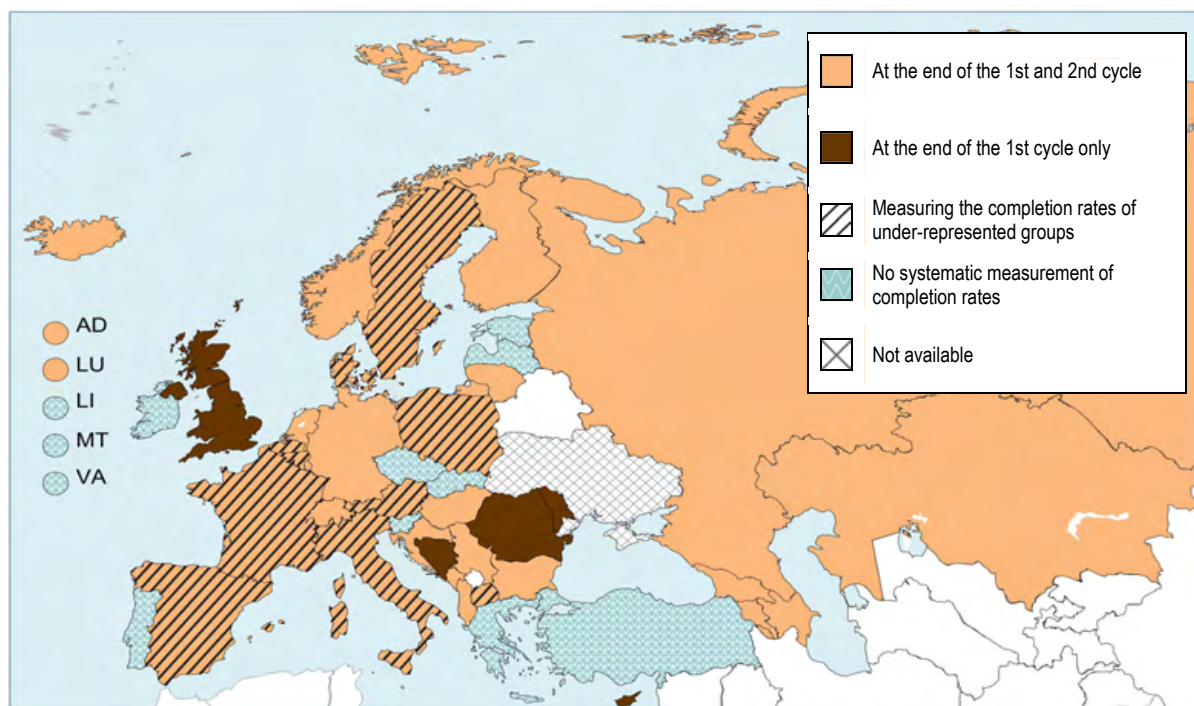 At the end of the 1st and 2nd cycle
At the end of the 1st cycle only
Measuring the completion rates of
under-represented groups
No systematic measurement of
completion rates
Not available
AD
LU
LI
MT
VA